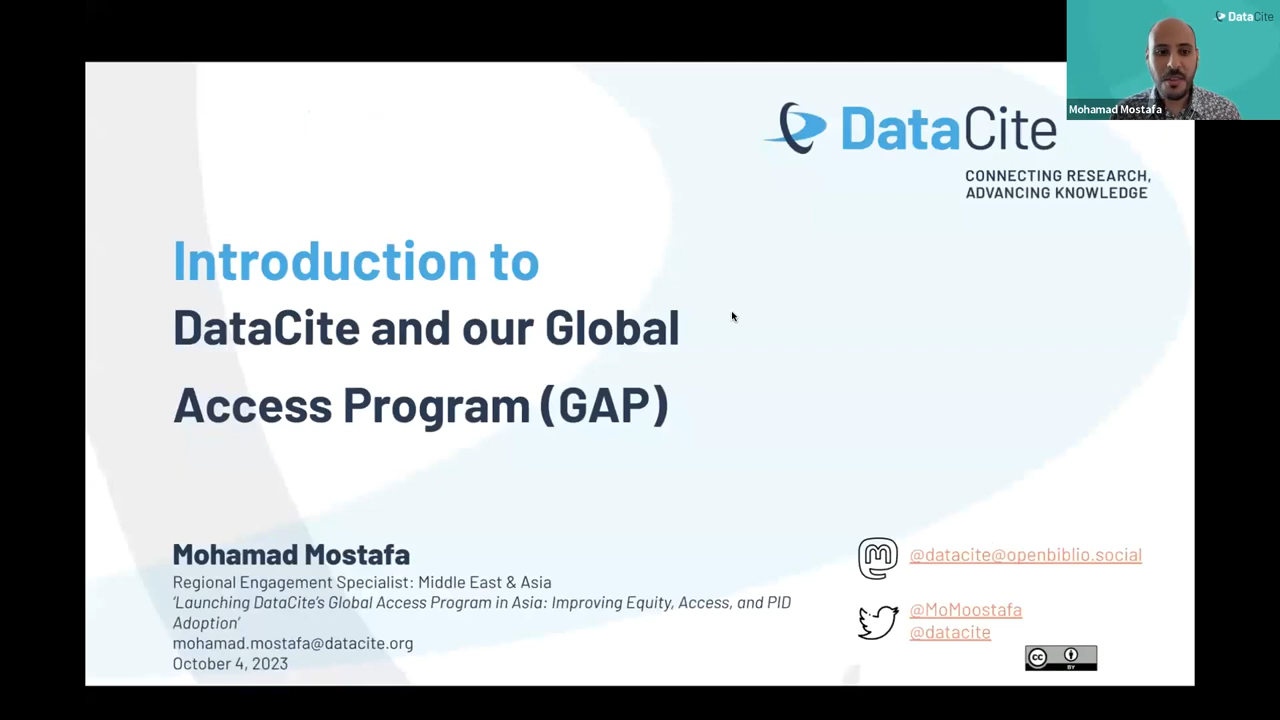 DataCite
Mohamad Mostafa
DataCite
CONNECTING RESEARCH,
ADVANCING KNOWLEDGE
Introduction to
DataCite and our Global
Access Program (GAP)
Mohamad Mostafa
Regional Engagement Specialist: Middle East & Asia
‘Launching DataCite’s Global Access Program in Asia: Improving Equity, Access, and PID
Adoption’
mohamad.mostafa@datacite.org
October 4, 2023
@datacite@openbiblio.social
@MoMoostafa
@datacite
cc
BY